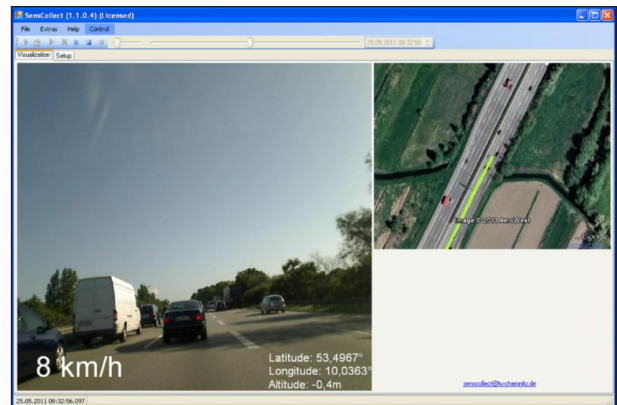 SensCollect (1.1.0.4) (Licensed)
File Extras Help Control
25.05.2011 08:32:56
Visualization Setup
Image © 2011 AeroWest
Google
8 km/h
Latitude: 53,4967°
Longitude: 10,0363°
Altitude: -0,4m
senscollect@tu-chemnitz.de
25.05.2011 08:32:56.097